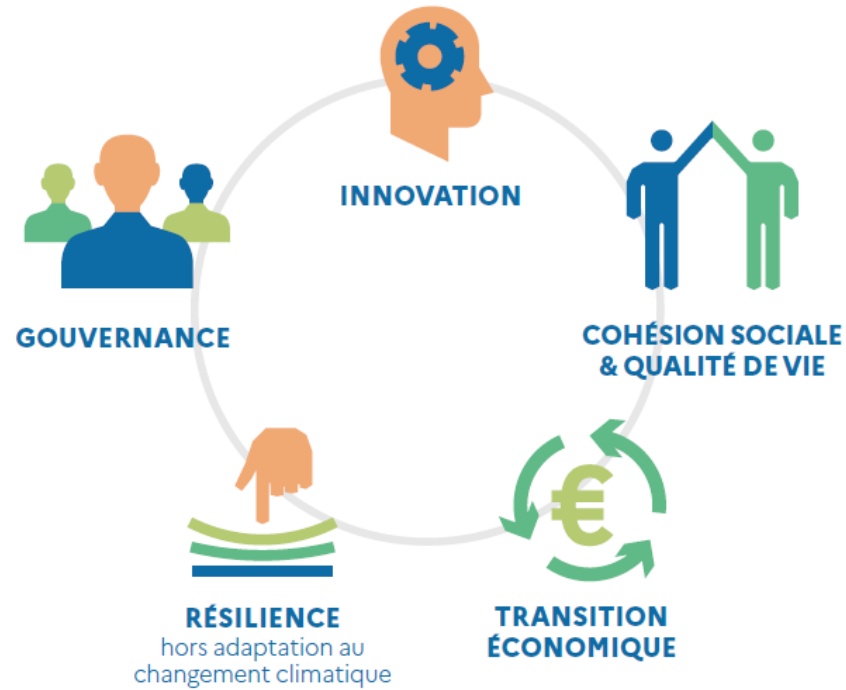 INNOVATION
GOUVERNANCE
COHÉSION SOCIALE
& QUALITÉ DE VIE
€
RÉSILIENCE
hors adaptation au
changement climatique
TRANSITION
ÉCONOMIQUE